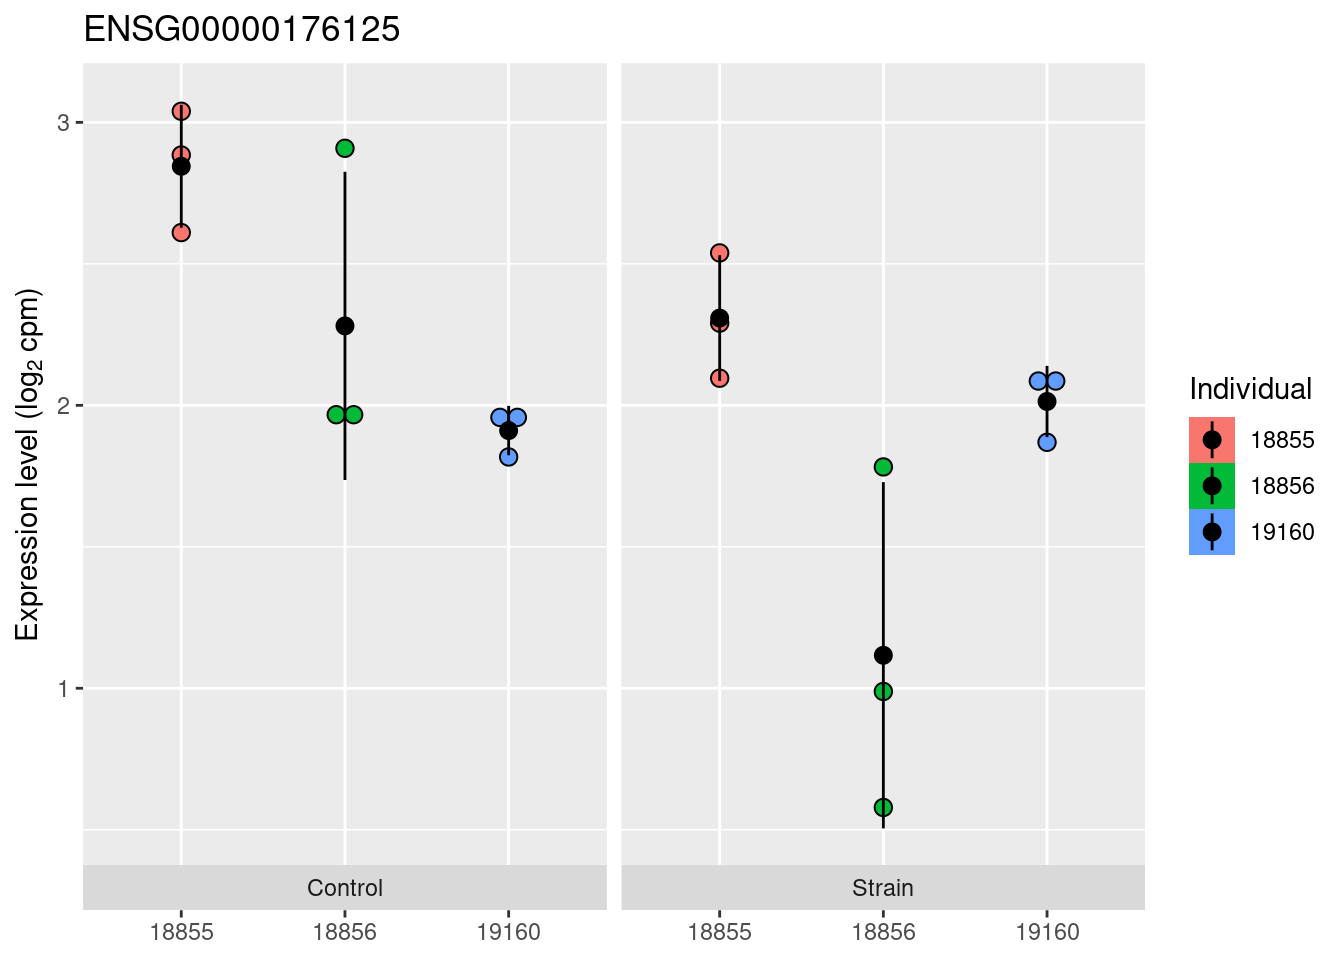 ENSG00000176125
Expression level (log₂ cpm)
3
2
1
Control
Strain
18855
18856
19160
18855
18856
19160
Individual
18855
18856
19160